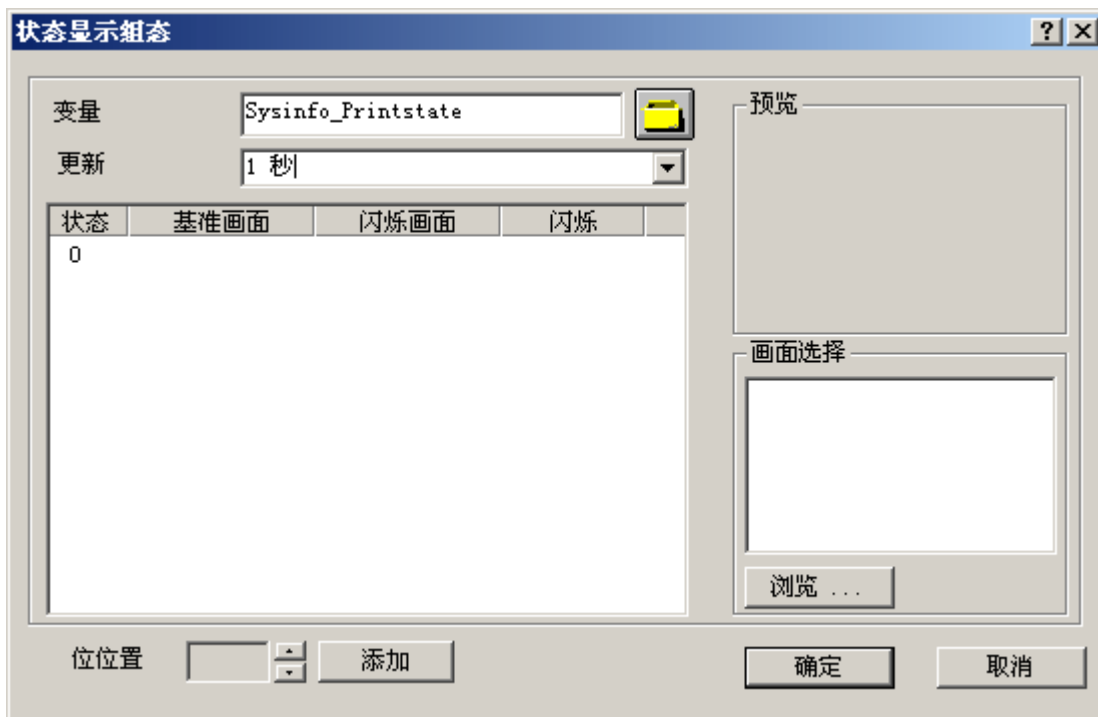 状态显示组态
变量 Sysinfo_Printstate
更新 1 秒
预览
状态 基准画面 闪烁画面 闪烁
0
画面选择
浏览 ...
位位置 添加 确定 取消